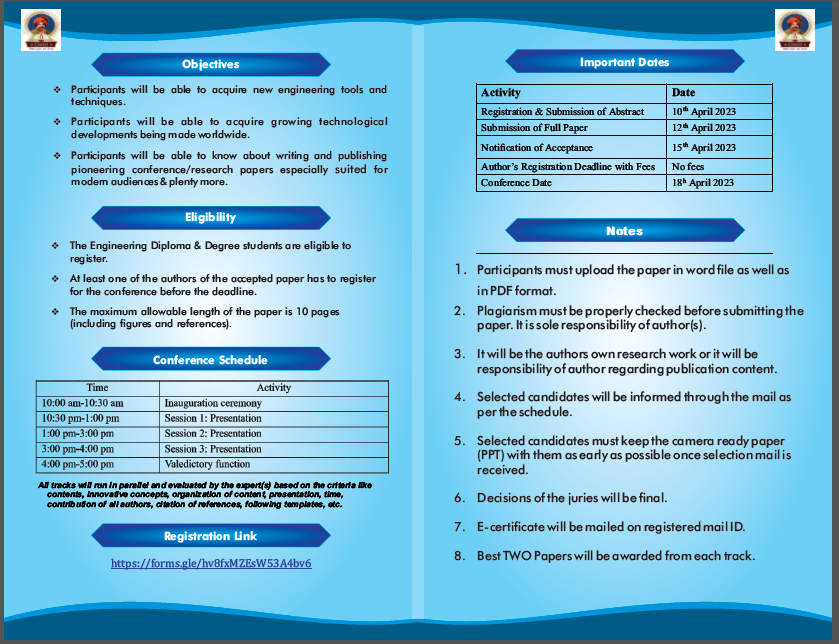 Objectives
❖ Participants will be able to acquire new engineering tools and
techniques.
❖ Participants will be able to acquire growing technological
developments being made worldwide.
❖ Participants will be able to know about writing and publishing
pioneering conference/research papers especially suited for
modern audiences & plenty more.
Eligibility
❖ The Engineering Diploma & Degree students are eligible to
register.
❖ At least one of the authors of the accepted paper has to register
for the conference before the deadline.
❖ The maximum allowable length of the paper is 10 pages
(including figures and references).
Conference Schedule
Time Activity
10:00 am-10:30 am Inauguration ceremony
10:30 pm-1:00 pm Session 1: Presentation
1:00 pm-3:00 pm Session 2: Presentation
3:00 pm-4:00 pm Session 3: Presentation
4:00 pm-5:00 pm Valedictory function
All tracks will run in parallel and evaluated by the expert(s) based on the criteria like
contents, innovative concepts, organization of content, presentation, time,
contribution of all authors, citation of references, following templates, etc.
Registration Link
https://forms.gle/hv8fxMZEsW53A4bv6
Important Dates
Activity Date
Registration & Submission of Abstract 10th April 2023
Submission of Full Paper 12th April 2023
Notification of Acceptance 15th April 2023
Author's Registration Deadline with Fees No fees
Conference Date 18h April 2023
Notes
1. Participants must upload the paper in word file as well as
in PDF format.
2. Plagiarism must be properly checked before submitting the
paper. It is sole responsibility of author(s).
3. It will be the authors own research work or it will be
responsibility of author regarding publication content.
4. Selected candidates will be informed through the mail as
per the schedule.
5. Selected candidates must keep the camera ready paper
(PPT) with them as early as possible once selection mail is
received.
6. Decisions of the juries will be final.
7. E-certificate will be mailed on registered mail ID.
8. Best TWO Papers will be awarded from each track.